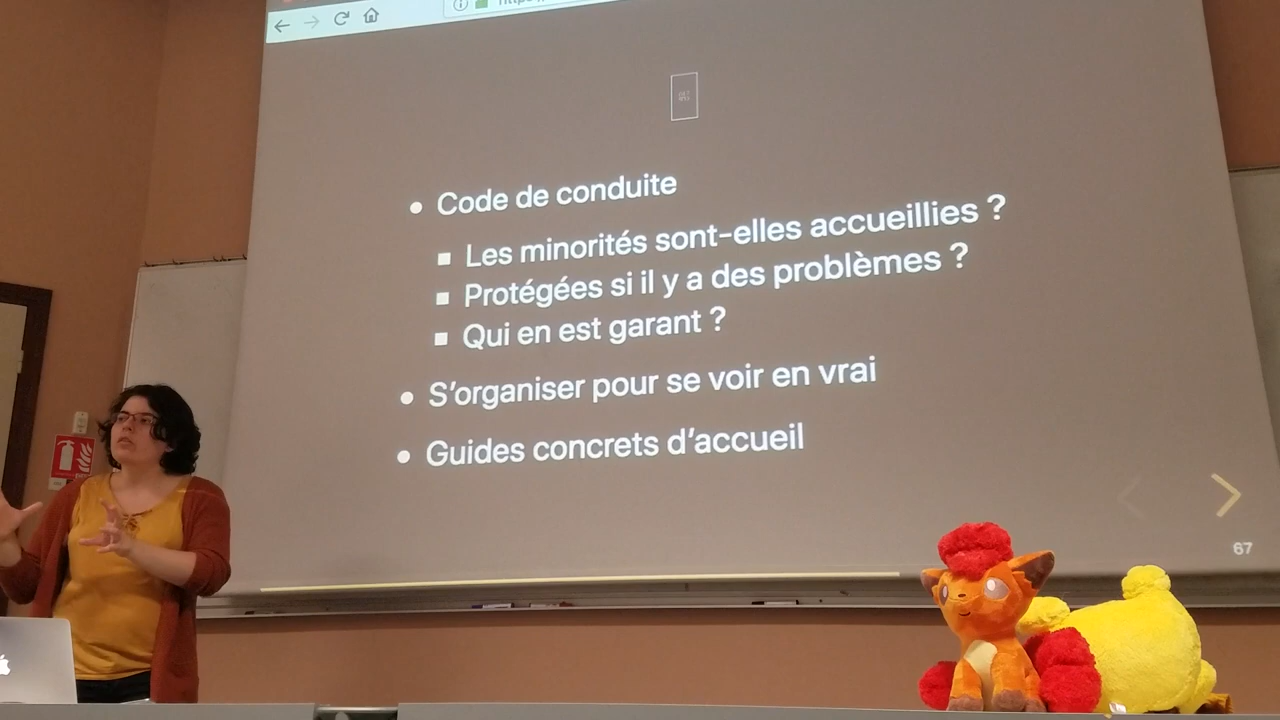 Code de conduite
Les minorités sont-elles accueillies ?
Protégées si il y a des problèmes ?
Qui en est garant ?
S'organiser pour se voir en vrai
Guides concrets d'accueil
67